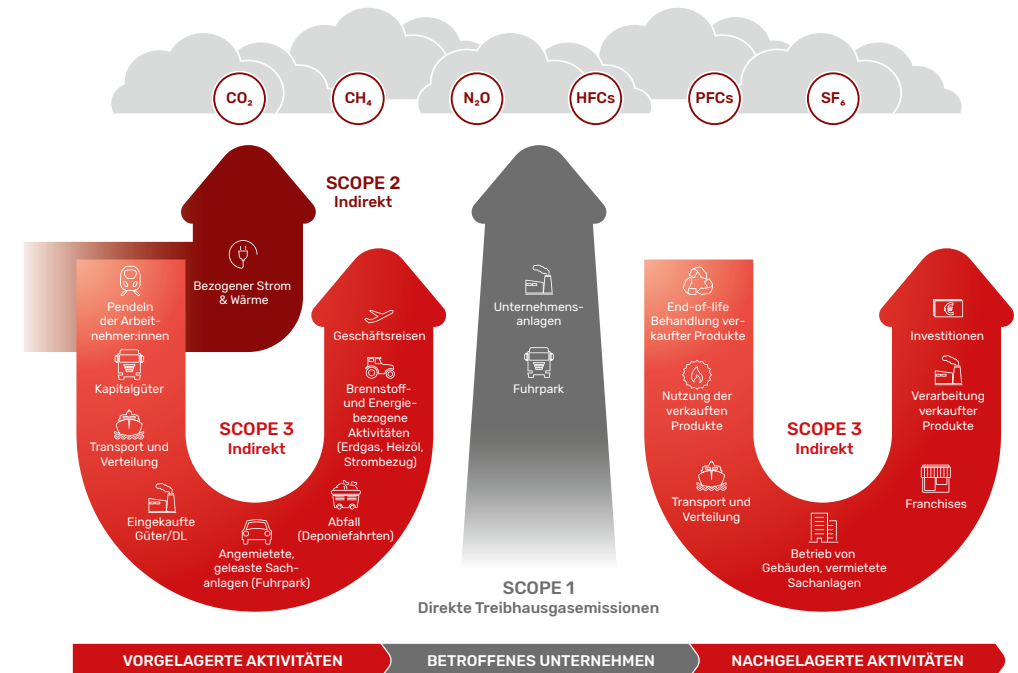 CO₂
CH₄
N₂O
HFCs
PFCs
SF₆
SCOPE 2
Indirekt
Bezogener Strom
& Wärme
Pendeln
der Arbeit-
nehmer:innen
Kapitalgüter
Transport und
Verteilung
Eingekaufte
Güter/DL
Angemietete,
geleaste Sach-
anlagen (Fuhrpark)
Abfall
(Deponiefahrten)
Brennstoff-
und Energie-
bezogene
Aktivitäten
(Erdgas, Heizöl,
Strombezug)
Geschäftsreisen
SCOPE 3
Indirekt
Unternehmens-
anlagen
Fuhrpark
SCOPE 1
Direkte Treibhausgasemissionen
End-of-life
Behandlung ver-
kaufter Produkte
Nutzung der
verkauften
Produkte
Transport und
Verteilung
Betrieb von
Gebäuden, vermietete
Sachanlagen
Franchises
Verarbeitung
verkaufter
Produkte
€
Investitionen
SCOPE 3
Indirekt
VORGELAGERTE AKTIVITÄTEN
BETROFFENES UNTERNEHMEN
NACHGELAGERTE AKTIVITÄTEN